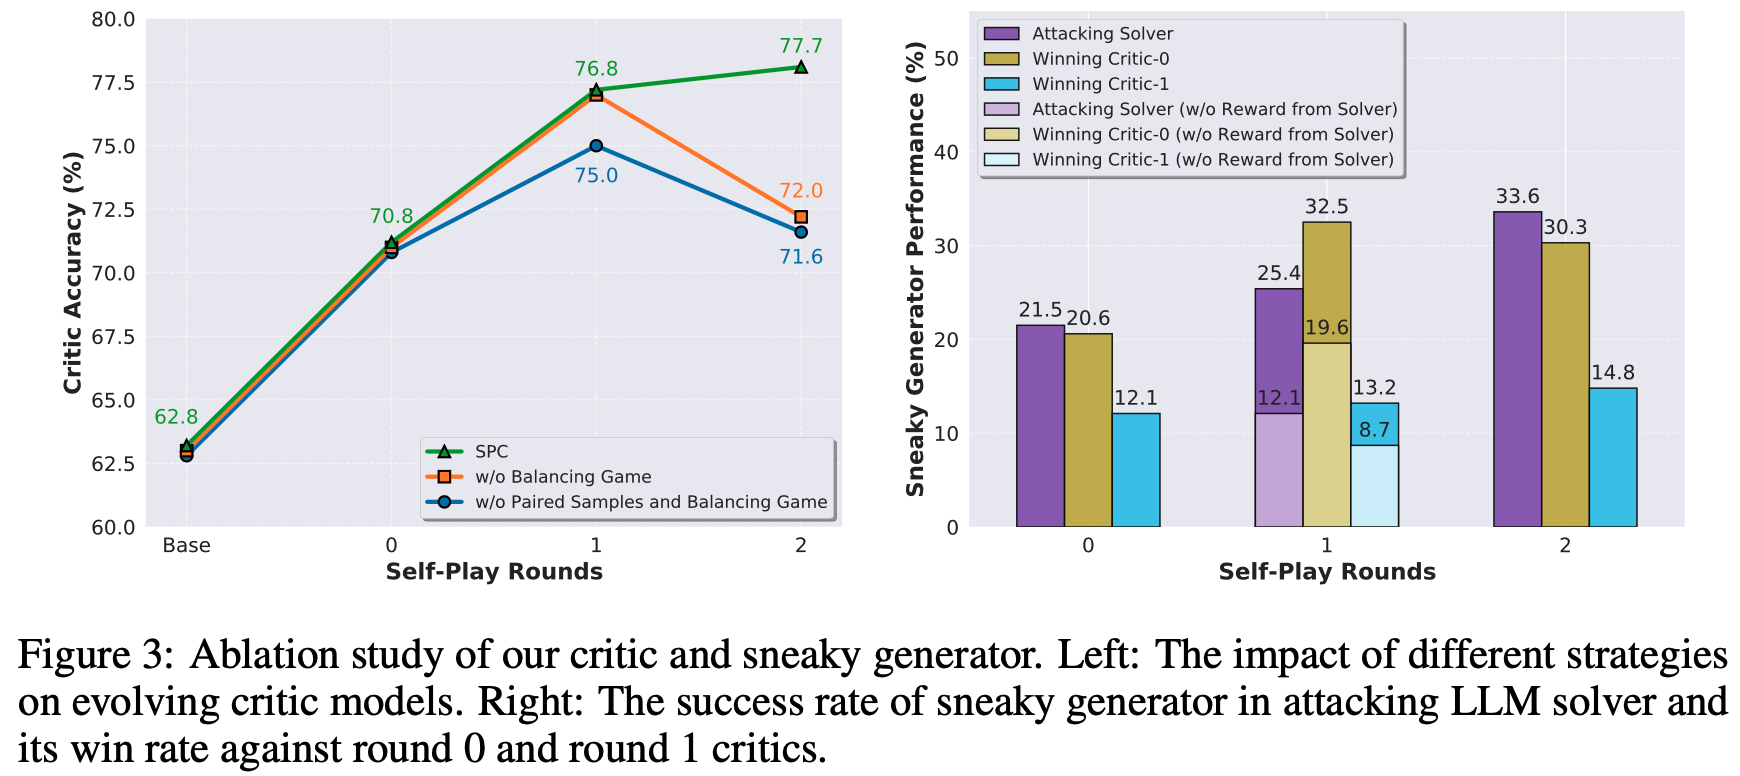 80.0
77.5
75.0
72.5
70.0
67.5
65.0
62.5
60.0
Critic Accuracy (%)
62.8
70.8
76.8
77.7
75.0
72.0
71.6
SPC
w/o Balancing Game
w/o Paired Samples and Balancing Game
Base 0 1 2
Self-Play Rounds
50
40
30
20
10
0
Sneaky Generator Performance (%)
Attacking Solver
Winning Critic-0
Winning Critic-1
Attacking Solver (w/o Reward from Solver)
Winning Critic-0 (w/o Reward from Solver)
Winning Critic-1 (w/o Reward from Solver)
21.5 20.6 12.1
25.4 32.5 13.2
12.1 19.6 8.7
33.6 30.3 14.8
0 1 2
Self-Play Rounds
Figure 3: Ablation study of our critic and sneaky generator. Left: The impact of different strategies
on evolving critic models. Right: The success rate of sneaky generator in attacking LLM solver and
its win rate against round 0 and round 1 critics.